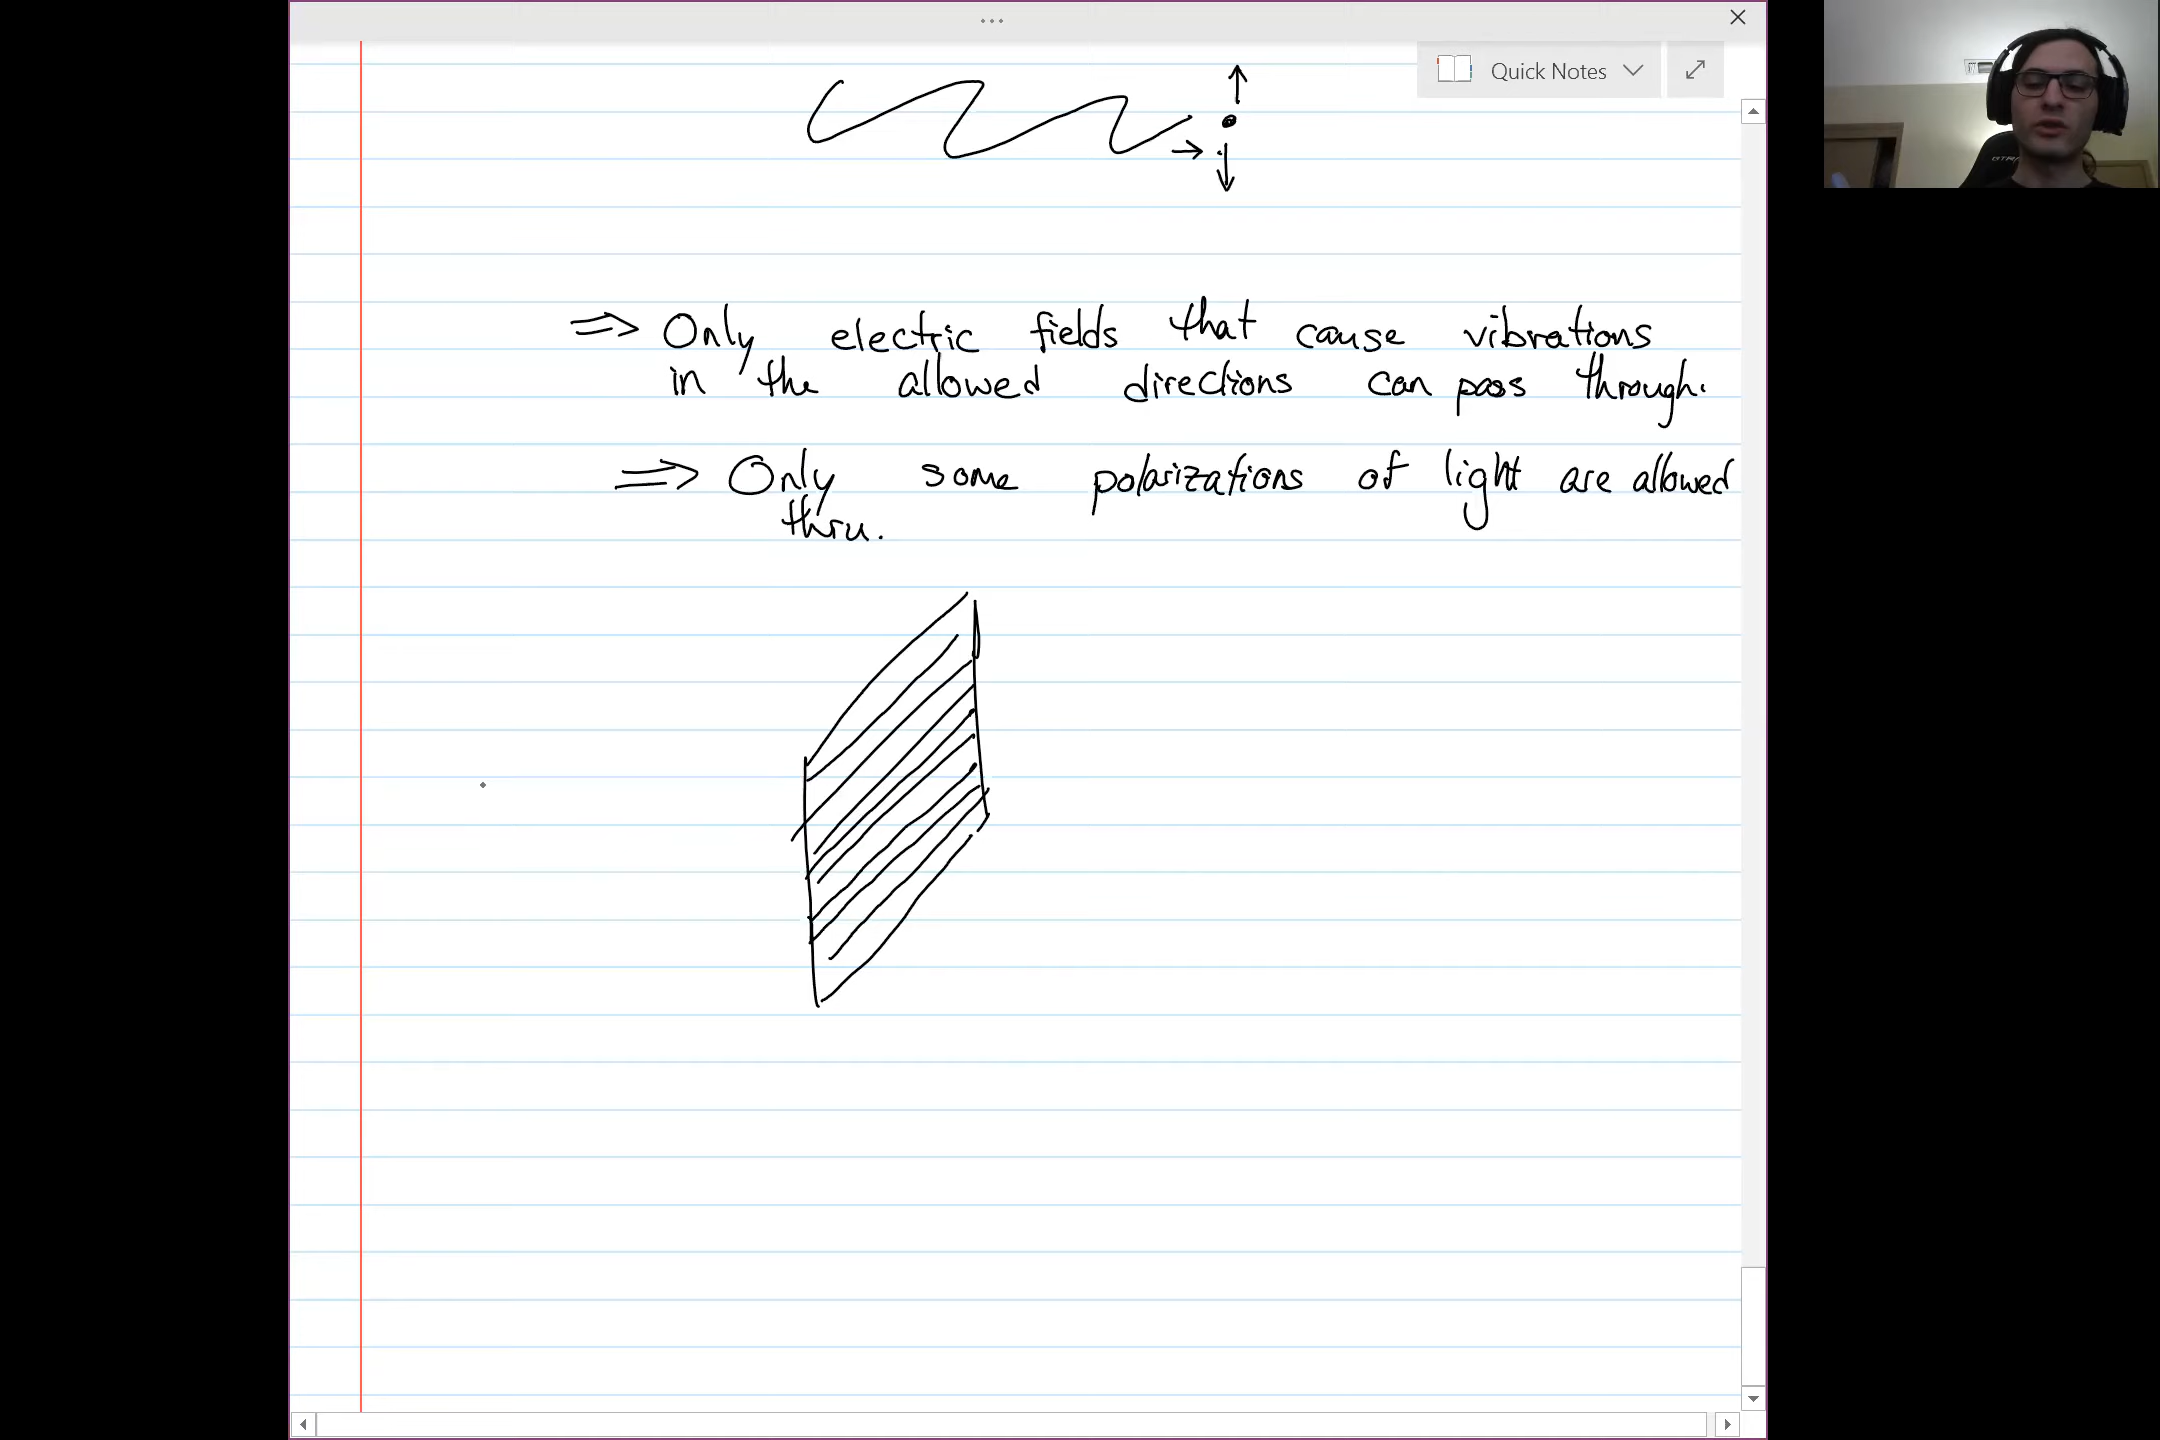 Quick Notes
⇒ Only electric fields that cause vibrations
in the allowed directions can pass through.
⇒ Only some polarizations of light are allowed
thru.